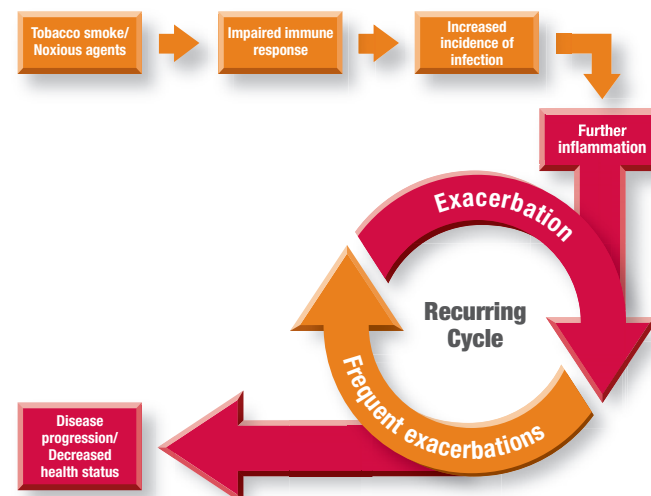 Tobacco smoke/
Noxious agents
Impaired immune
response
Increased
incidence of
infection
Further
inflammation
Exacerbation
Recurring
Cycle
Frequent exacerbations
Disease
progression/
Decreased
health status